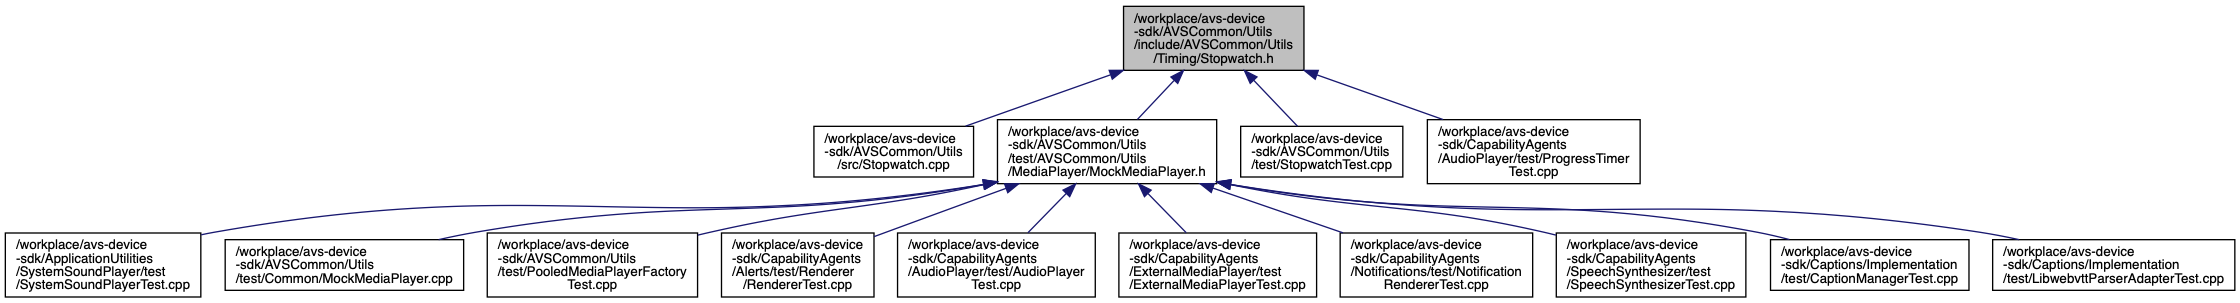 /workplace/avs-device
-sdk/AVSCommon/Utils
/include/AVSCommon/Utils
/Timing/Stopwatch.h
/workplace/avs-device
-sdk/AVSCommon/Utils
/src/Stopwatch.cpp
/workplace/avs-device
-sdk/AVSCommon/Utils
/test/AVSCommon/Utils
/MediaPlayer/MockMediaPlayer.h
/workplace/avs-device
-sdk/AVSCommon/Utils
/test/StopwatchTest.cpp
/workplace/avs-device
-sdk/CapabilityAgents
/AudioPlayer/test/ProgressTimer
Test.cpp
/workplace/avs-device
-sdk/ApplicationUtilities
/SystemSoundPlayer/test
/SystemSoundPlayerTest.cpp
/workplace/avs-device
-sdk/AVSCommon/Utils
/test/Common/MockMediaPlayer.cpp
/workplace/avs-device
-sdk/AVSCommon/Utils
/test/PooledMediaPlayerFactory
Test.cpp
/workplace/avs-device
-sdk/CapabilityAgents
/Alerts/test/Renderer
/RendererTest.cpp
/workplace/avs-device
-sdk/CapabilityAgents
/AudioPlayer/test/AudioPlayer
Test.cpp
/workplace/avs-device
-sdk/CapabilityAgents
/ExternalMediaPlayer/test
/ExternalMediaPlayerTest.cpp
/workplace/avs-device
-sdk/CapabilityAgents
/Notifications/test/Notification
RendererTest.cpp
/workplace/avs-device
-sdk/CapabilityAgents
/SpeechSynthesizer/test
/SpeechSynthesizerTest.cpp
/workplace/avs-device
-sdk/Captions/Implementation
/test/CaptionManagerTest.cpp
/workplace/avs-device
-sdk/Captions/Implementation
/test/LibwebvttParserAdapterTest.cpp